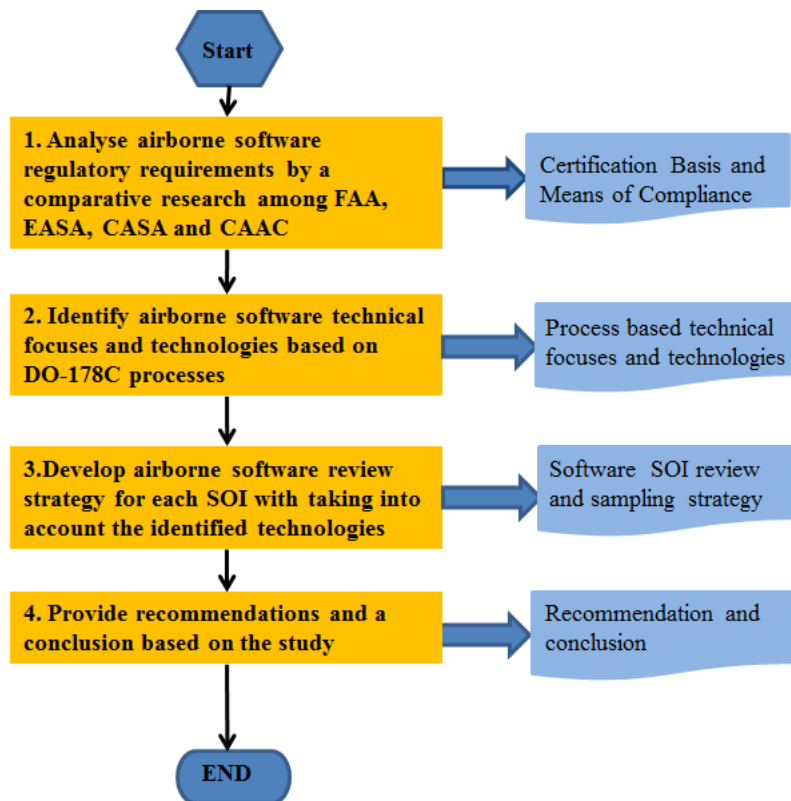 Start
1. Analyse airborne software
regulatory requirements by a
comparative research among FAA,
EASA, CASA and CAAC
Certification Basis and
Means of Compliance
2. Identify airborne software technical
focuses and technologies based on
DO-178C processes
Process based technical
focuses and technologies
3.Develop airborne software review
strategy for each SOI with taking into
account the identified technologies
Software SOI review
and sampling strategy
4. Provide recommendations and a
conclusion based on the study
Recommendation and
conclusion
END